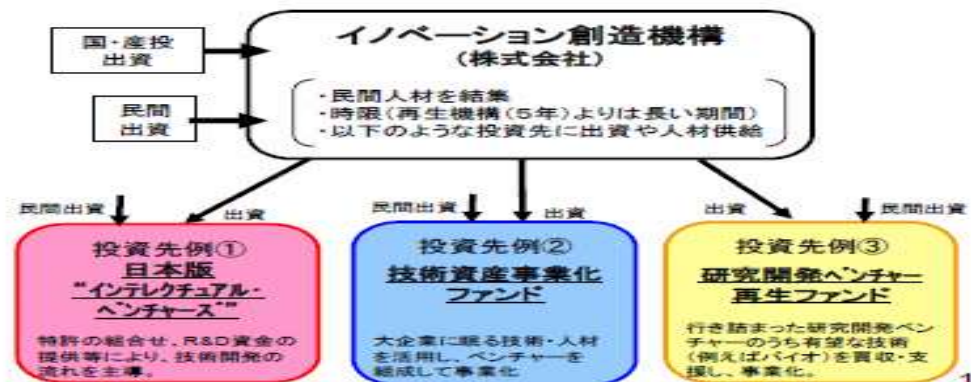 イノベーション創造機構
(株式会社)
国・産投
出資
民間
出資
・民間人材を結集
・時限(再生機構(5年)よりは長い期間)
・以下のような投資先に出資や人材供給
民間出資
出資
民間出資
出資
出資
民間出資
投資先例①
日本版
“インテレクチュアル・
ベンチャーズ”
特許の組合せ、R&D資金の
提供等により、技術開発の
流れを主導。
投資先例②
技術資産事業化
ファンド
大企業に眠る技術・人材
を活用し、ベンチャーを
組成して事業化
投資先例③
研究開発ベンチャー
再生ファンド
行き詰まった研究開発ベン
チャーのうち有望な技術
(例えばバイオ)を買収・支
援し、事業化。
1